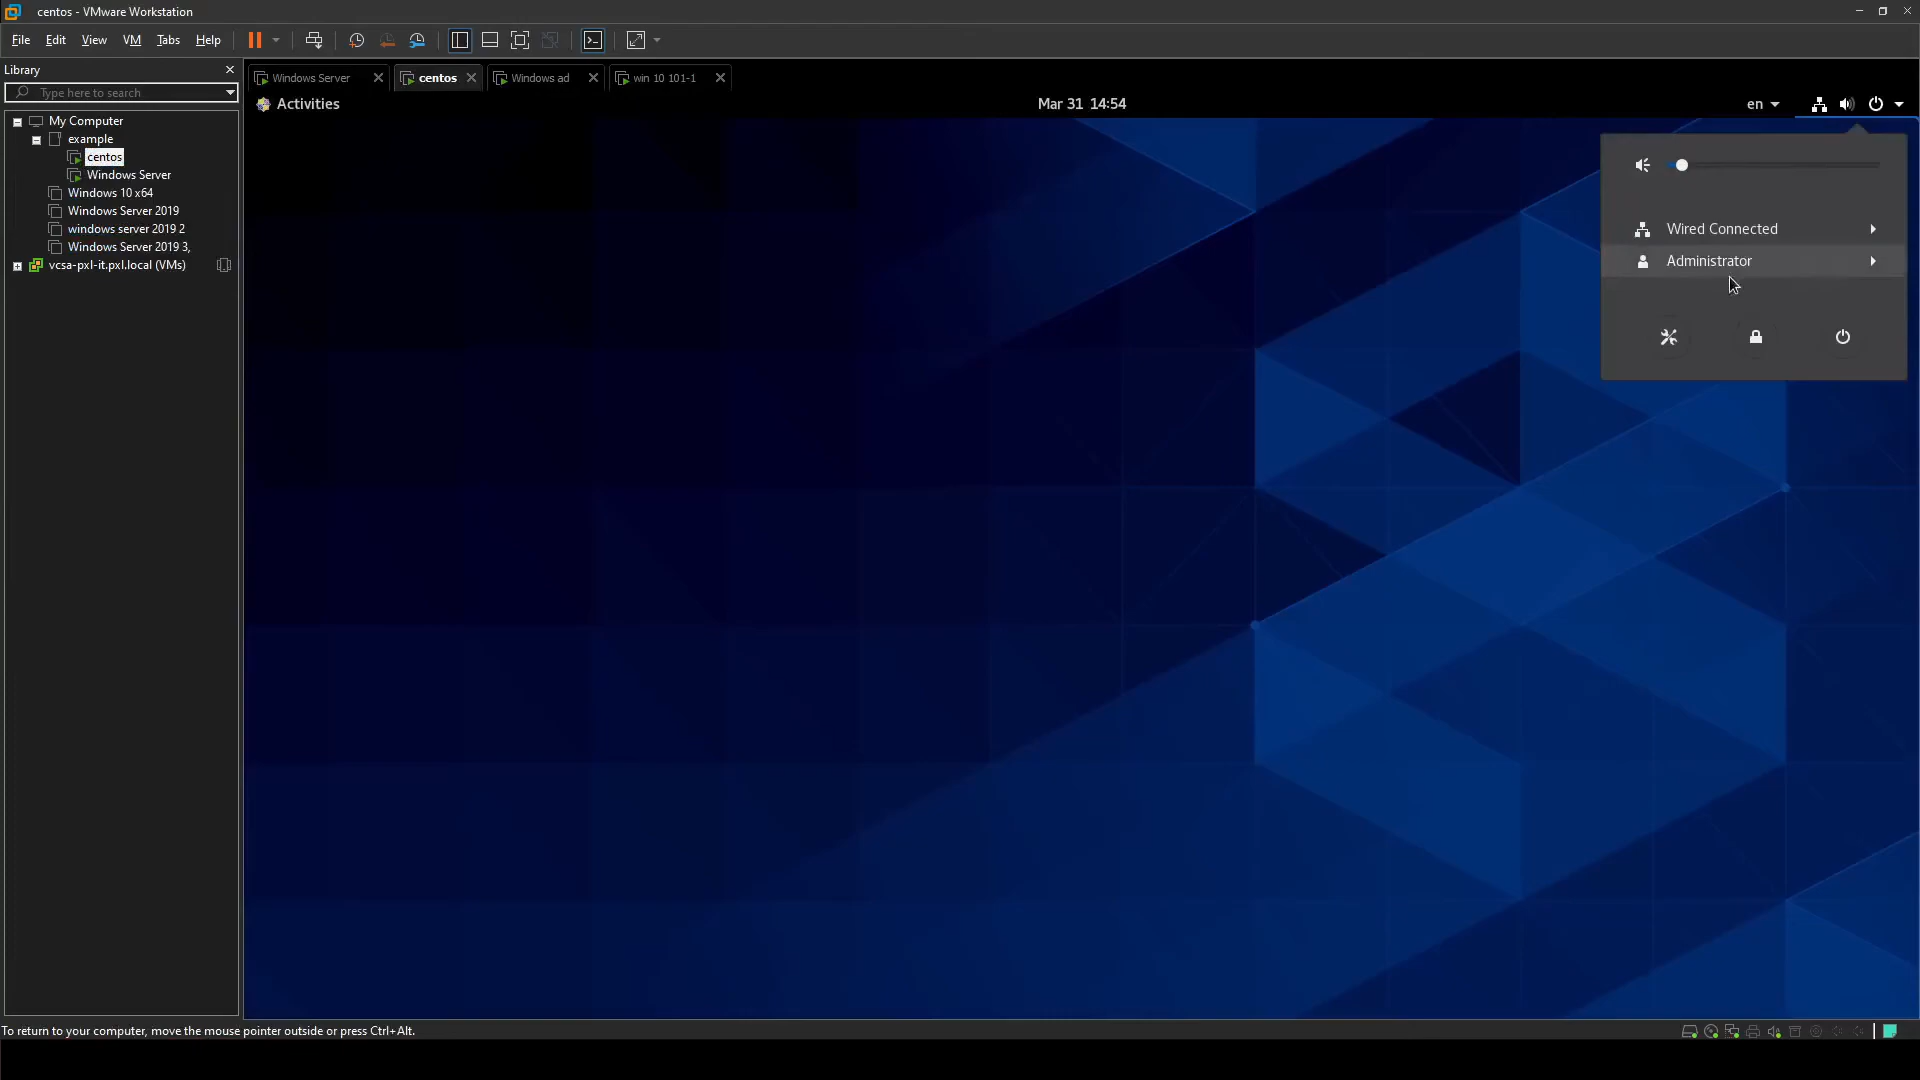 centos - VMware Workstation
File Edit View VM Tabs Help
Library
Type here to search
My Computer
example
centos
Windows Server
Windows 10 x64
Windows Server 2019
windows server 2019 2
Windows Server 2019 3,
vcsa-pxl-it.pxl.local (VMs)
Windows Server centos Windows ad win 10 101-1
Activities Mar 31 14:54 en
Wired Connected
Administrator
To return to your computer, move the mouse pointer outside or press Ctrl+Alt.